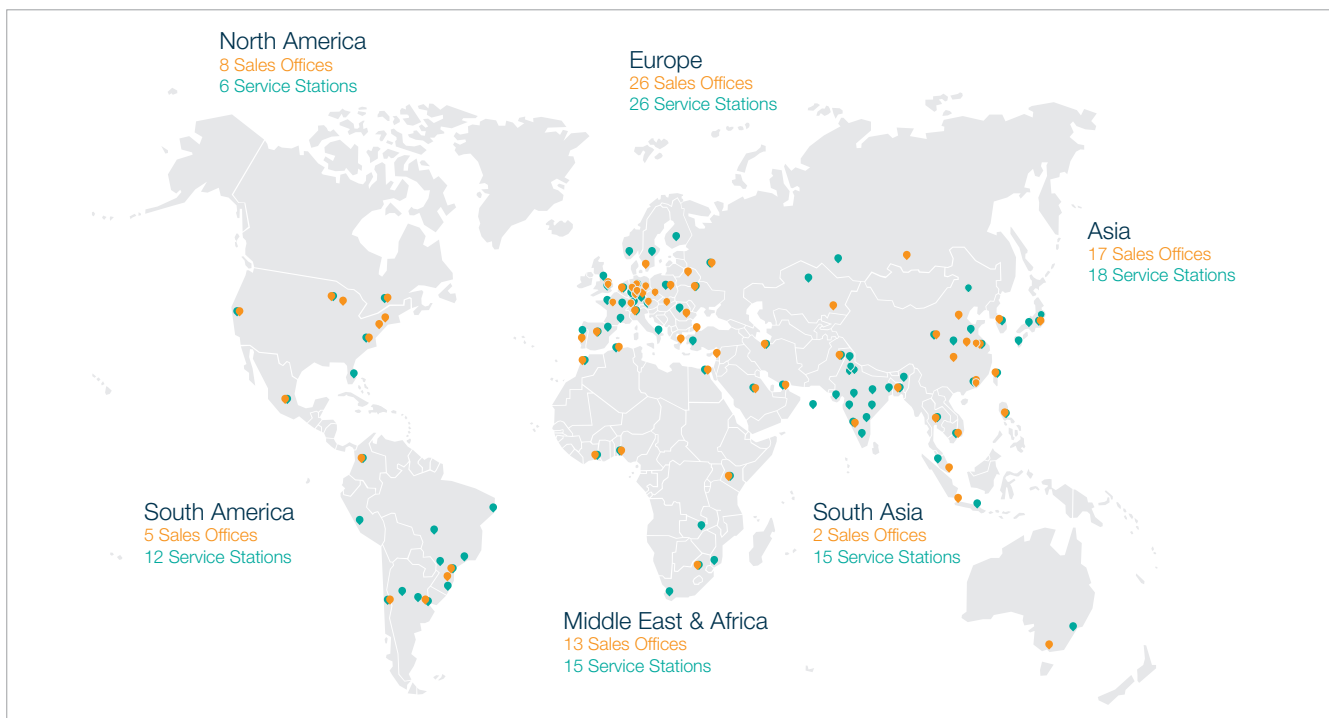 North America
8 Sales Offices
6 Service Stations
Europe
26 Sales Offices
26 Service Stations
Asia
17 Sales Offices
18 Service Stations
South America
5 Sales Offices
12 Service Stations
South Asia
2 Sales Offices
15 Service Stations
Middle East & Africa
13 Sales Offices
15 Service Stations